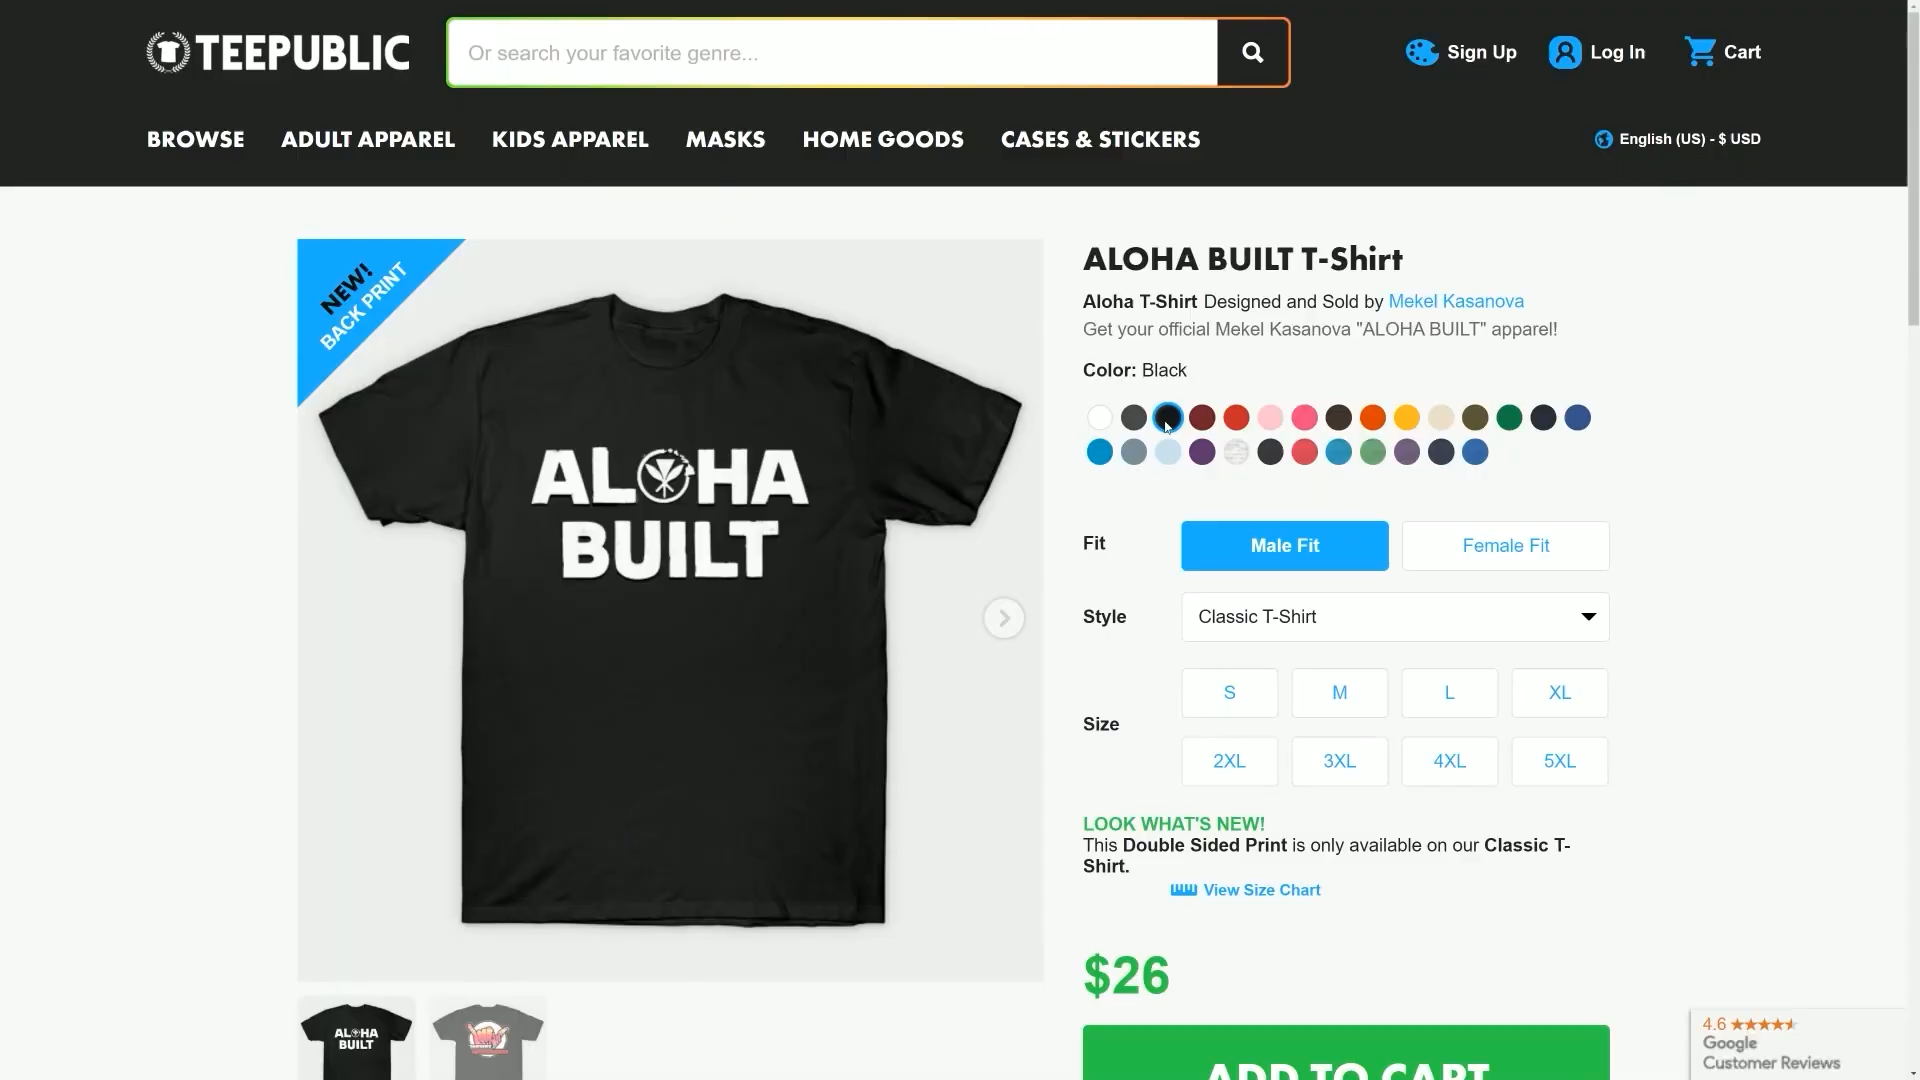 TEEPUBLIC
Or search your favorite genre...
Sign Up
Log In
Cart
BROWSE
ADULT APPAREL
KIDS APPAREL
MASKS
HOME GOODS
CASES & STICKERS
English (US) - $ USD
NEW!
BACK PRINT
ALOHA
BUILT
ALOHA BUILT T-Shirt
Aloha T-Shirt Designed and Sold by Mekel Kasanova
Get your official Mekel Kasanova "ALOHA BUILT" apparel!
Color: Black
Fit
Male Fit
Female Fit
Style
Classic T-Shirt
Size
S
M
L
XL
2XL
3XL
4XL
5XL
LOOK WHAT'S NEW!
This Double Sided Print is only available on our Classic T-
Shirt.
View Size Chart
$26
ADD TO CART
ALOHA
BUILT
4.6
Google
Customer Reviews